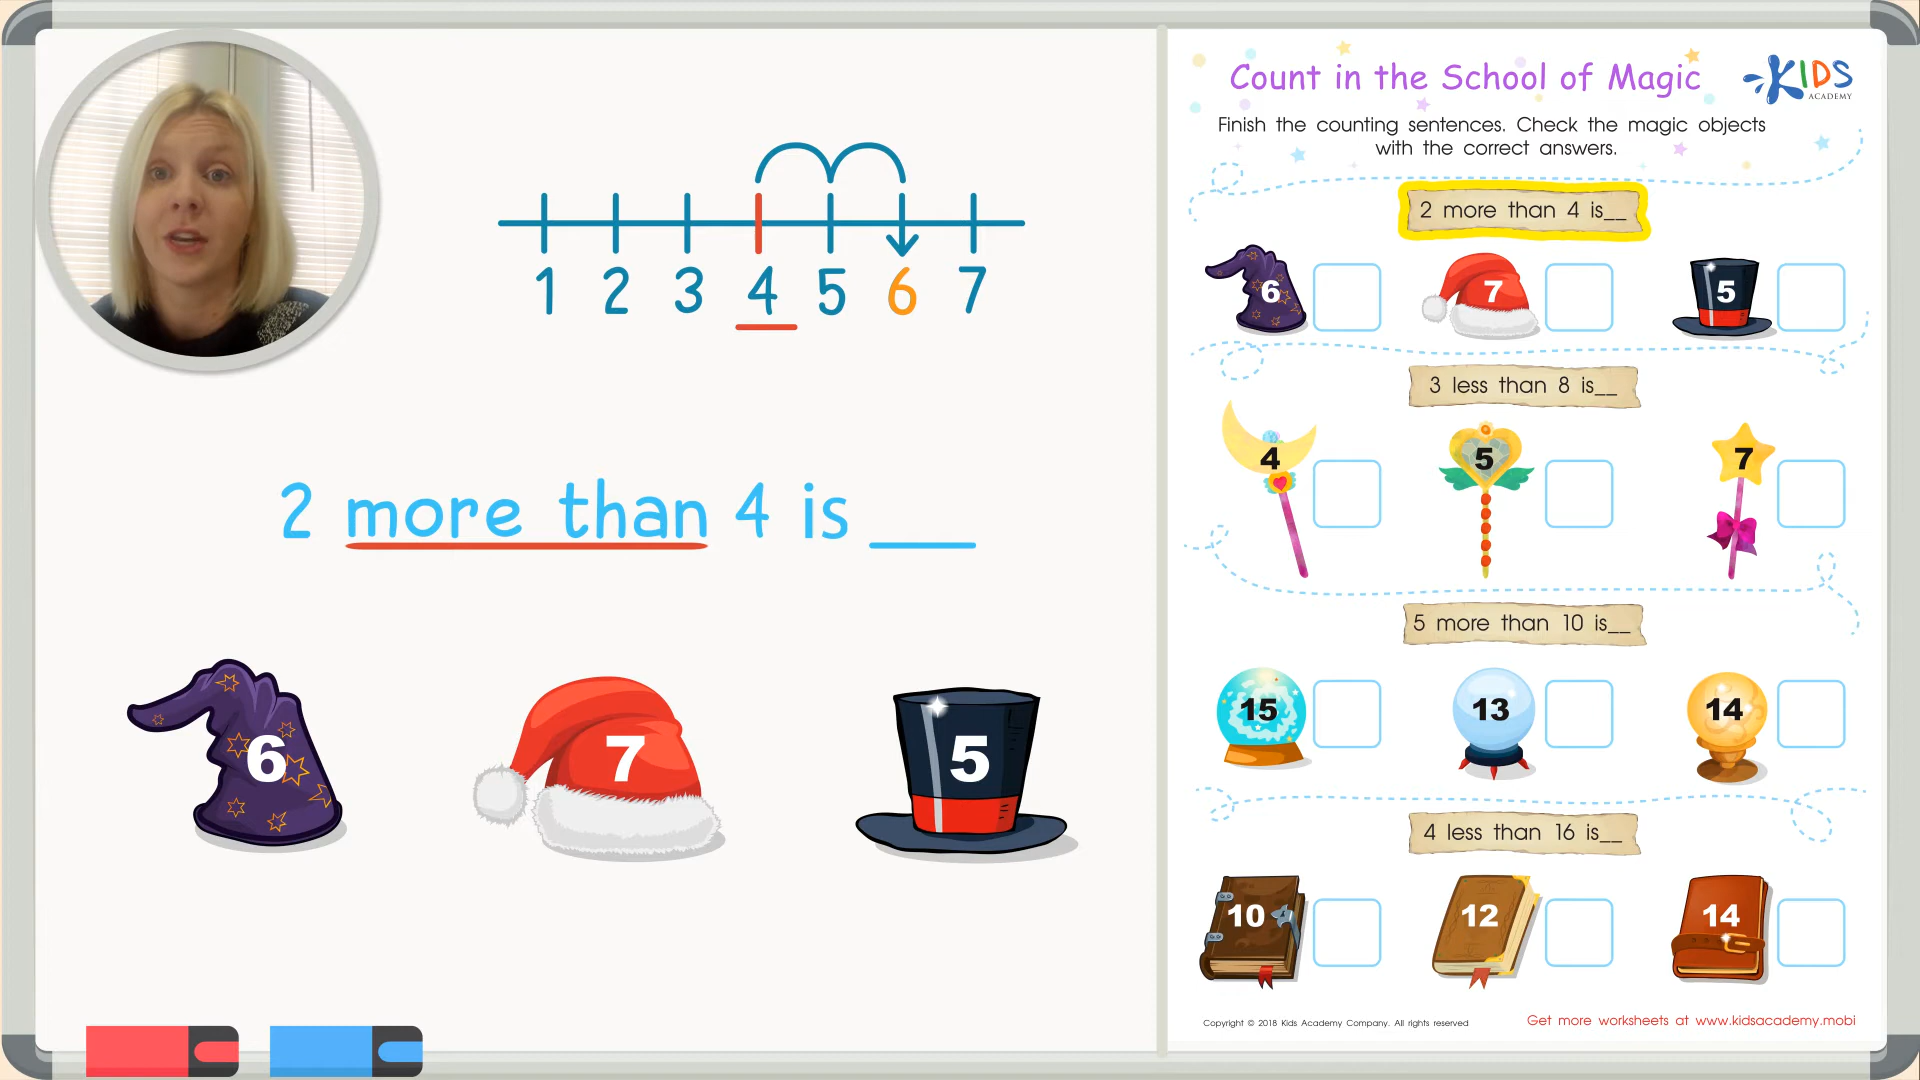 1 2 3 4 5 6 7
2 more than 4 is ___
6 7 5
Count in the School of Magic
KIDS
ACADEMY
Finish the counting sentences. Check the magic objects
with the correct answers.
2 more than 4 is__
6 7 5
3 less than 8 is__
4 5 7
5 more than 10 is__
15 13 14
4 less than 16 is__
10 12 14
Copyright © 2018 Kids Academy Company. All rights reserved
Get more worksheets at www.kidsacademy.mobi